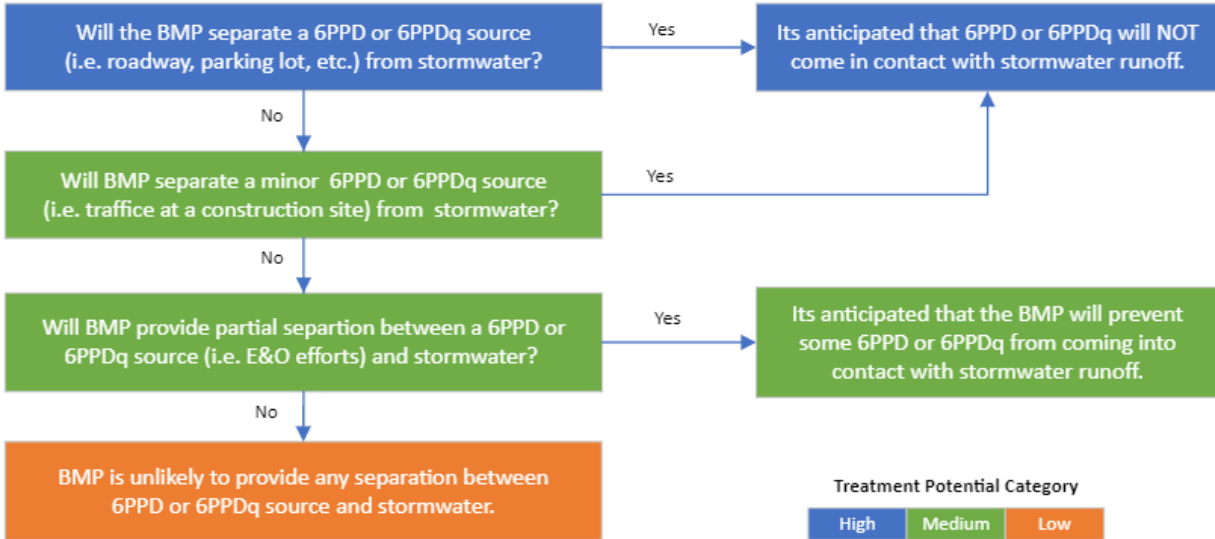 Will the BMP separate a 6PPD or 6PPDq source
(i.e. roadway, parking lot, etc.) from stormwater?
Yes
Its anticipated that 6PPD or 6PPDq will NOT
come in contact with stormwater runoff.
No
Will BMP separate a minor 6PPD or 6PPDq source
(i.e. traffice at a construction site) from stormwater?
Yes
No
Will BMP provide partial separtion between a 6PPD or
6PPDq source (i.e. E&O efforts) and stormwater?
Yes
Its anticipated that the BMP will prevent
some 6PPD or 6PPDq from coming into
contact with stormwater runoff.
No
BMP is unlikely to provide any separation between
6PPD or 6PPDq source and stormwater.
Treatment Potential Category
High Medium Low